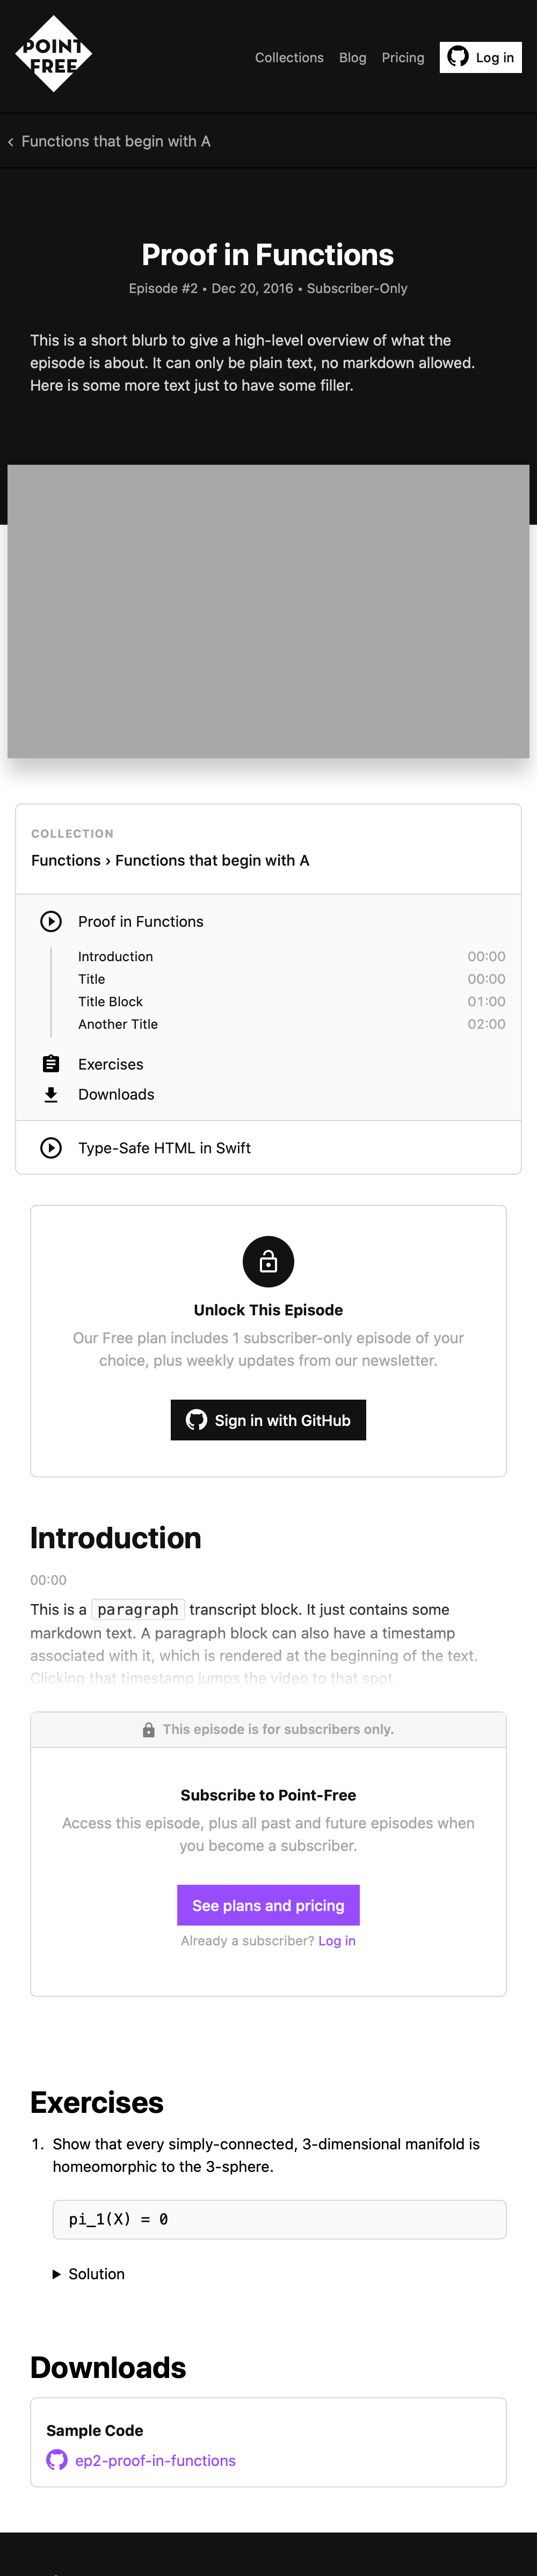 POINT
FREE
Collections Blog Pricing Log in
Functions that begin with A
Proof in Functions
Episode #2 • Dec 20, 2016 • Subscriber-Only
This is a short blurb to give a high-level overview of what the
episode is about. It can only be plain text, no markdown allowed.
Here is some more text just to have some filler.
COLLECTION
Functions › Functions that begin with A
Proof in Functions
Introduction 00:00
Title 00:00
Title Block 01:00
Another Title 02:00
Exercises
Downloads
Type-Safe HTML in Swift
Unlock This Episode
Our Free plan includes 1 subscriber-only episode of your
choice, plus weekly updates from our newsletter.
Sign in with GitHub
Introduction
00:00
This is a paragraph transcript block. It just contains some
markdown text. A paragraph block can also have a timestamp
associated with it, which is rendered at the beginning of the text.
Clicking that timestamp jumps the video to that spot.
This episode is for subscribers only.
Subscribe to Point-Free
Access this episode, plus all past and future episodes when
you become a subscriber.
See plans and pricing
Already a subscriber? Log in
Exercises
1. Show that every simply-connected, 3-dimensional manifold is
homeomorphic to the 3-sphere.
pi_1(X) = 0
Solution
Downloads
Sample Code
ep2-proof-in-functions